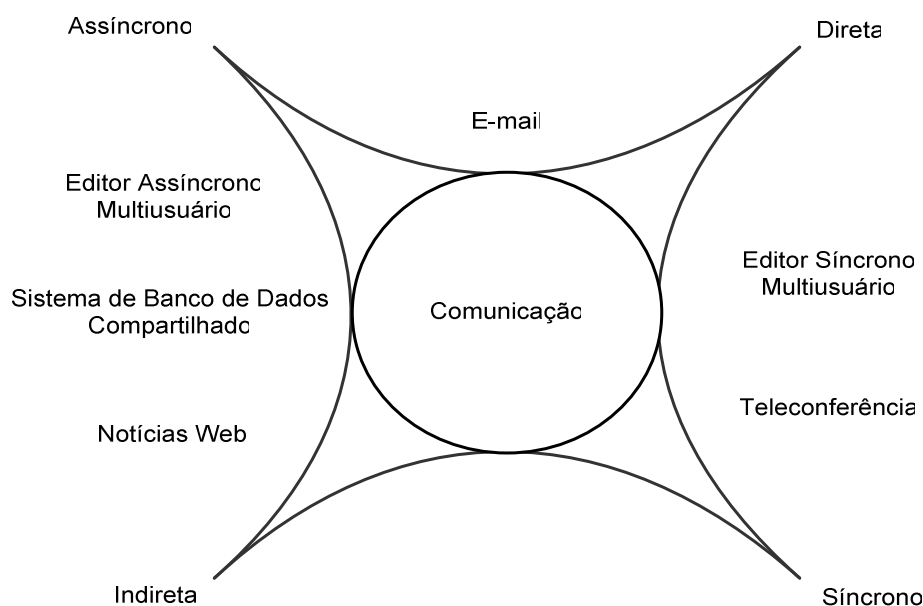 Assíncrono
Direta
E-mail
Editor Assíncrono
Multiusuário
Editor Síncrono
Multiusuário
Sistema de Banco de Dados
Compartilhado
Comunicação
Teleconferência
Notícias Web
Indireta
Síncrono